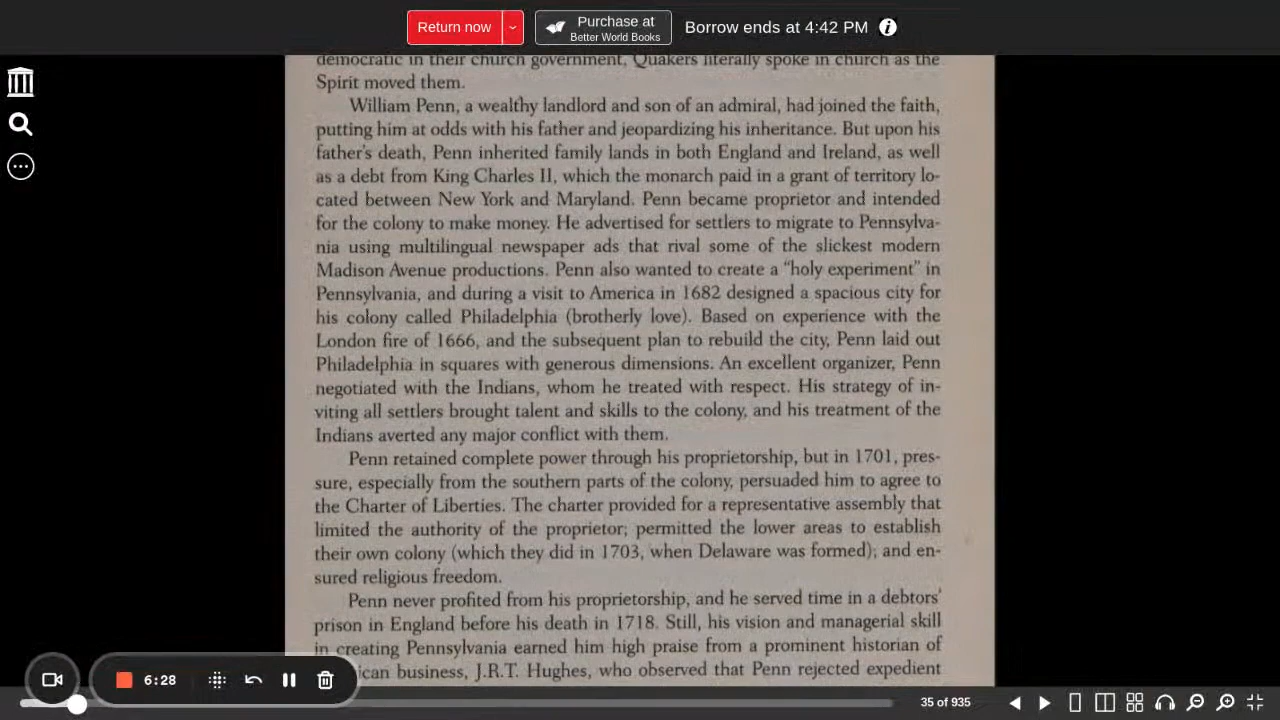 Return now
Purchase at
Better World Books
Borrow ends at 4:42 PM
democratic in their church government, Quakers literally spoke in church as the
Spirit moved them.
William Penn, a wealthy landlord and son of an admiral, had joined the faith,
putting him at odds with his father and jeopardizing his inheritance. But upon his
father's death, Penn inherited family lands in both England and Ireland, as well
as a debt from King Charles II, which the monarch paid in a grant of territory lo-
cated between New York and Maryland. Penn became proprietor and intended
for the colony to make money. He advertised for settlers to migrate to Pennsylva-
nia using multilingual newspaper ads that rival some of the slickest modern
Madison Avenue productions. Penn also wanted to create a "holy experiment" in
Pennsylvania, and during a visit to America in 1682 designed a spacious city for
his colony called Philadelphia (brotherly love). Based on experience with the
London fire of 1666, and the subsequent plan to rebuild the city, Penn laid out
Philadelphia in squares with generous dimensions. An excellent organizer, Penn
negotiated with the Indians, whom he treated with respect. His strategy of in-
viting all settlers brought talent and skills to the colony, and his treatment of the
Indians averted any major conflict with them.
Penn retained complete power through his proprietorship, but in 1701, pres-
sure, especially from the southern parts of the colony, persuaded him to agree to
the Charter of Liberties. The charter provided for a representative assembly that
limited the authority of the proprietor; permitted the lower areas to establish
their own colony (which they did in 1703, when Delaware was formed); and en-
sured religious freedom.
Penn never profited from his proprietorship, and he served time in a debtors'
prison in England before his death in 1718. Still, his vision and managerial skill
in creating Pennsylvania earned him high praise from a prominent historian of
ican business, J.R.T. Hughes, who observed that Penn rejected expedient
6:28
35 of 935